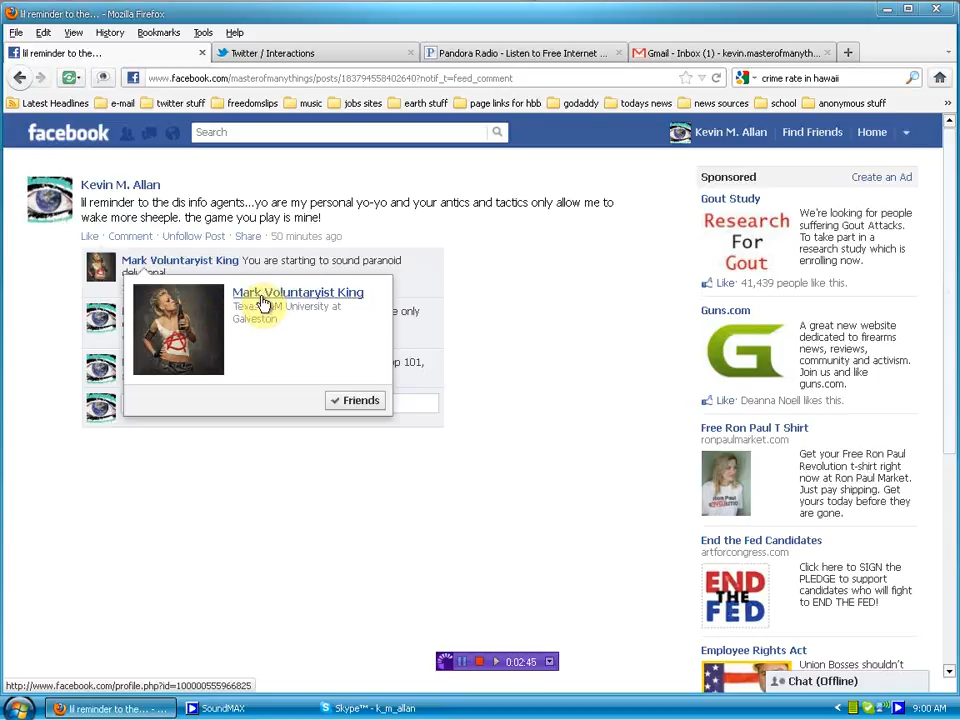 lil reminder to the... - Mozilla Firefox
File Edit View History Bookmarks Tools Help
lil reminder to the...
Twitter / Interactions
Pandora Radio - Listen to Free Internet ...
Gmail - Inbox (1) - kevin.masterofmanyth...
www.facebook.com/masterofmanythings/posts/183794558402640?notif_t=feed_comment
crime rate in hawaii
Latest Headlines e-mail twitter stuff freedomslips music jobs sites earth stuff page links for hbb godaddy todays news news sources school anonymous stuff
facebook
Search
Kevin M. Allan Find Friends Home
Kevin M. Allan
lil reminder to the dis info agents...yo are my personal yo-yo and your antics and tactics only allow me to
wake more sheeple. the game you play is mine!
Like · Comment · Unfollow Post · Share · 50 minutes ago
Mark Voluntaryist King You are starting to sound paranoid
delusional
Mark Voluntaryist King
University at
Galveston
e only
op 101,
Friends
Sponsored
Create an Ad
Gout Study
Research
For
Gout
We're looking for people
suffering Gout Attacks.
To take part in a
research study which is
enrolling now.
Like · 41,439 people like this.
Guns.com
A great new website
dedicated to firearms
news, reviews,
community and activism.
Join us and like
guns.com.
Like · Deanna Noell likes this.
Free Ron Paul T Shirt
ronpaulmarket.com
Get your Free Ron Paul
Revolution t-shirt right
now at Ron Paul Market.
Just pay shipping. Get
yours today before they
are gone.
End the Fed Candidates
artforcongress.com
END
THE
FED
Click here to SIGN the
PLEDGE to support
candidates who will fight
to END THE FED!
Employee Rights Act
Union Bosses shouldn't
Chat (Offline)
0:02:45
http://www.facebook.com/profile.php?id=100000555966825
lil reminder to the... - ...
SoundMAX
Skype™ - k_m_allan
9:00 AM